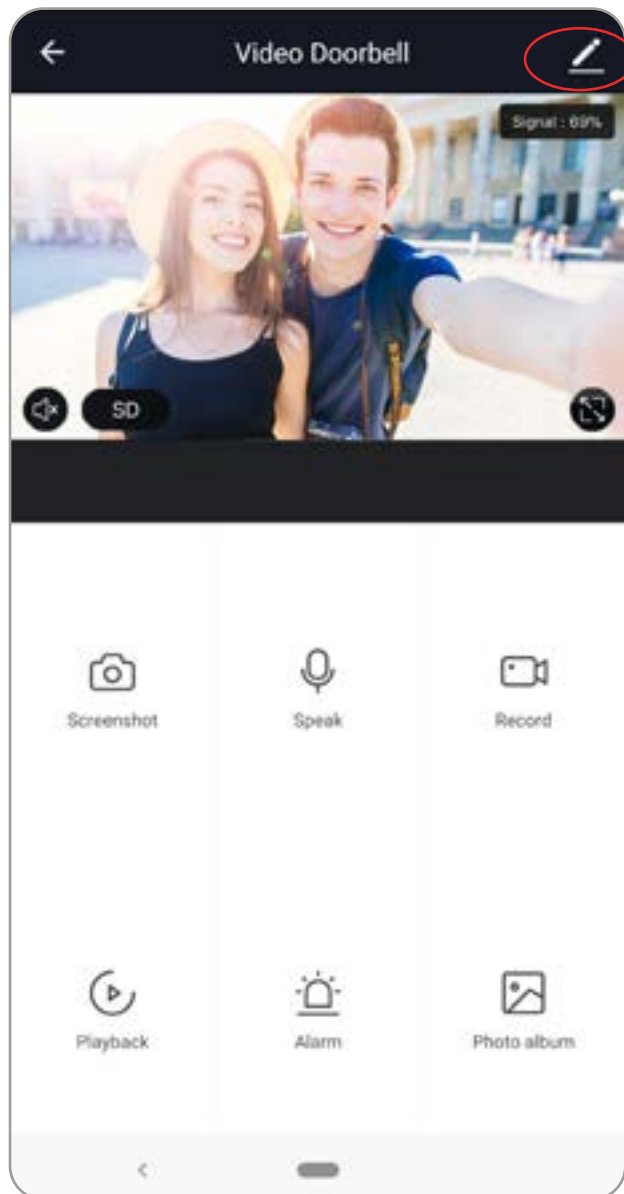 Video Doorbell
Signal : 69%
SD
Screenshot
Speak
Record
Playback
Alarm
Photo album